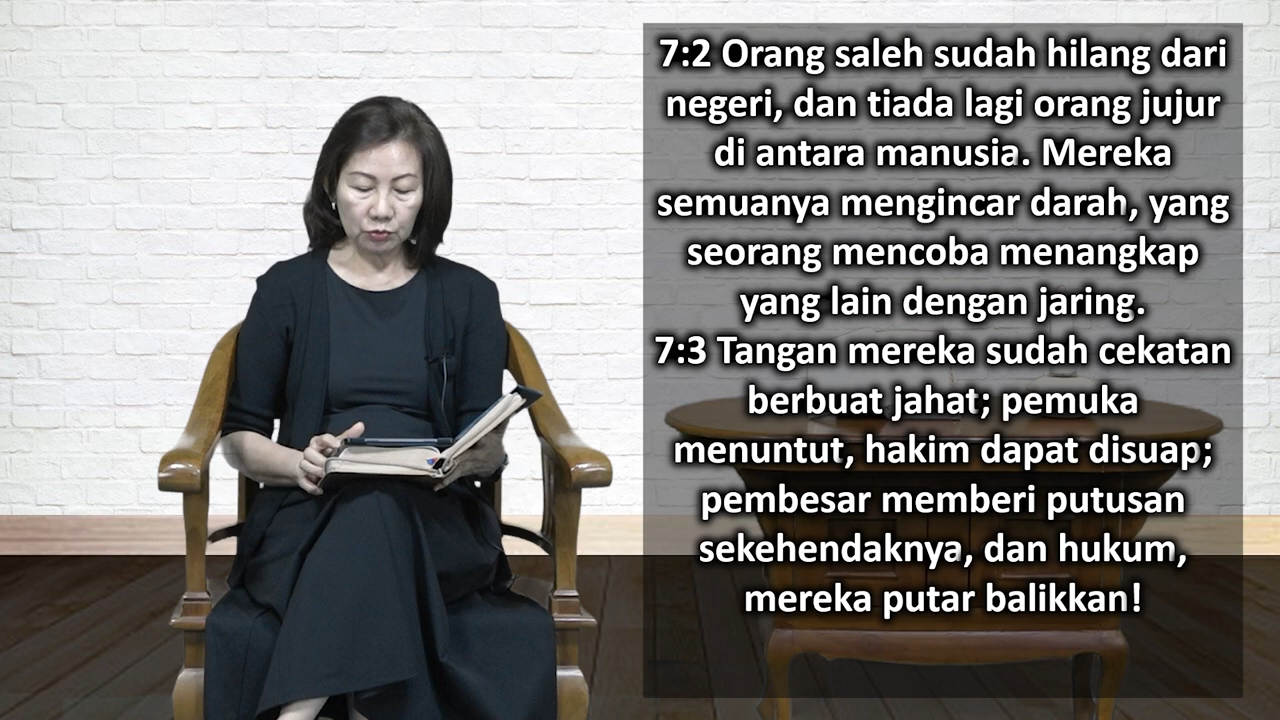 7:2 Orang saleh sudah hilang dari
negeri, dan tiada lagi orang jujur
di antara manusia. Mereka
semuanya mengincar darah, yang
seorang mencoba menangkap
yang lain dengan jaring.
7:3 Tangan mereka sudah cekatan
berbuat jahat; pemuka
menuntut, hakim dapat disuap;
pembesar memberi putusan
sekehendaknya, dan hukum,
mereka putar balikkan!